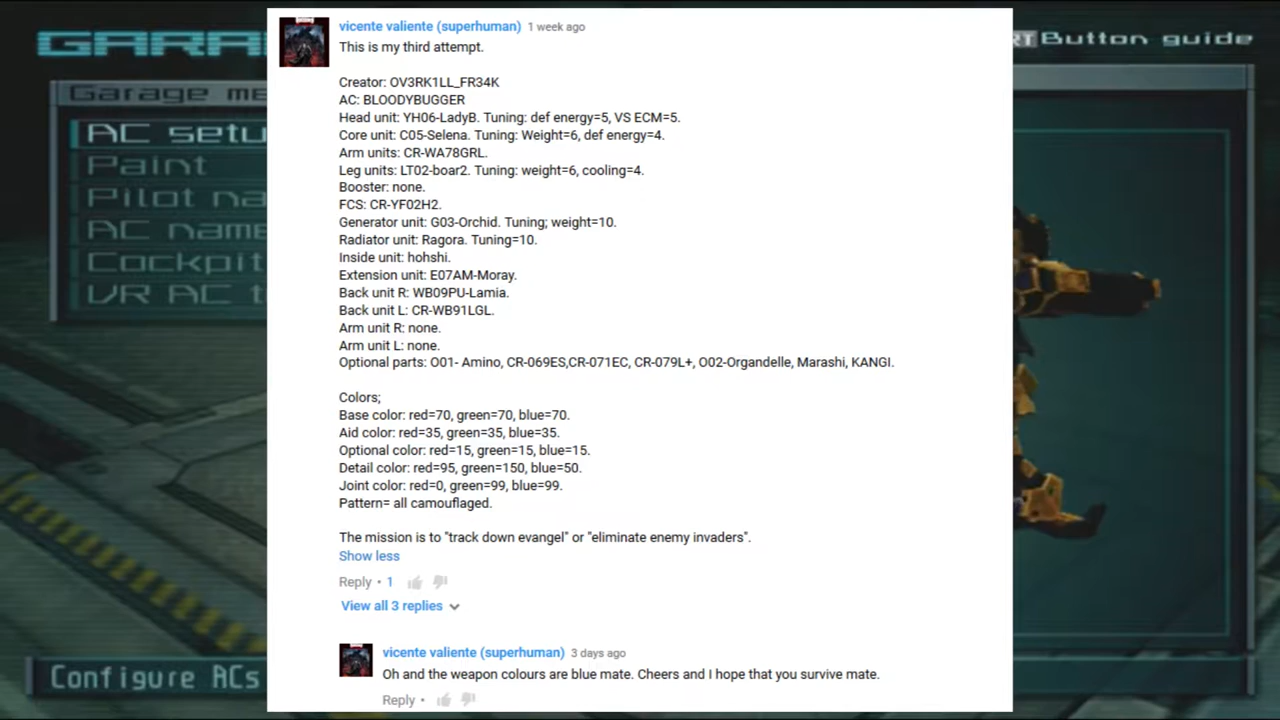 GARA
RT Button guide
Garage me
AC setu
Paint
Pilot na
AC name
Cockpit
VR AC t
Configure ACs
vicente valiente (superhuman) 1 week ago
This is my third attempt.
Creator: OV3RK1LL_FR34K
AC: BLOODYBUGGER
Head unit: YH06-LadyB. Tuning: def energy=5, VS ECM=5.
Core unit: C05-Selena. Tuning: Weight=6, def energy=4.
Arm units: CR-WA78GRL.
Leg units: LT02-boar2. Tuning: weight=6, cooling=4.
Booster: none.
FCS: CR-YF02H2.
Generator unit: G03-Orchid. Tuning; weight=10.
Radiator unit: Ragora. Tuning=10.
Inside unit: hohshi.
Extension unit: E07AM-Moray.
Back unit R: WB09PU-Lamia.
Back unit L: CR-WB91LGL.
Arm unit R: none.
Arm unit L: none.
Optional parts: O01- Amino, CR-069ES,CR-071EC, CR-079L+, O02-Organdelle, Marashi, KANGI.
Colors;
Base color: red=70, green=70, blue=70.
Aid color: red=35, green=35, blue=35.
Optional color: red=15, green=15, blue=15.
Detail color: red=95, green=150, blue=50.
Joint color: red=0, green=99, blue=99.
Pattern= all camouflaged.
The mission is to "track down evangel" or "eliminate enemy invaders".
Show less
Reply • 1
View all 3 replies
vicente valiente (superhuman) 3 days ago
Oh and the weapon colours are blue mate. Cheers and I hope that you survive mate.
Reply •